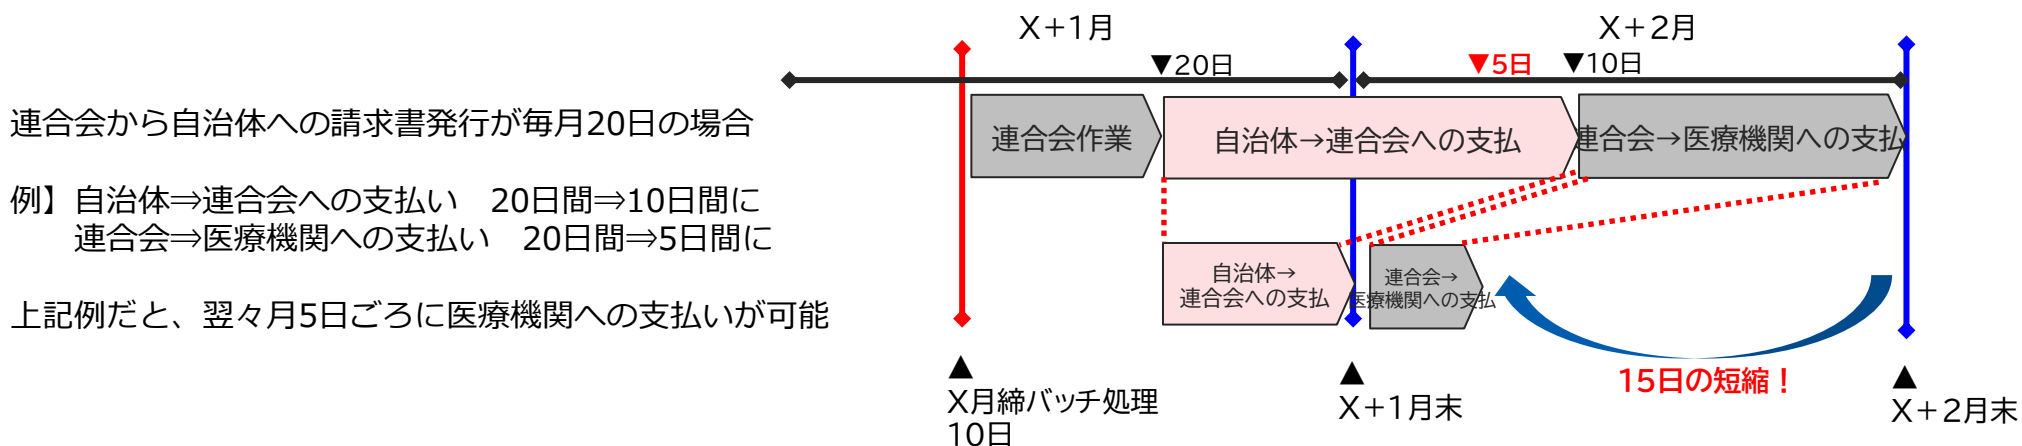 X＋1月
X＋2月
▼20日
▼5日
▼10日
連合会から自治体への請求書発行が毎月20日の場合
連合会作業
自治体→連合会への支払
連合会→医療機関への支払
例】自治体⇒連合会への支払い　20日間⇒10日間に
連合会⇒医療機関への支払い　20日間⇒5日間に
自治体→
連合会への支払
連合会→
医療機関への支払
上記例だと、翌々月5日ごろに医療機関への支払いが可能
15日の短縮！
▲
X月締バッチ処理
10日
▲
X＋1月末
▲
X＋2月末